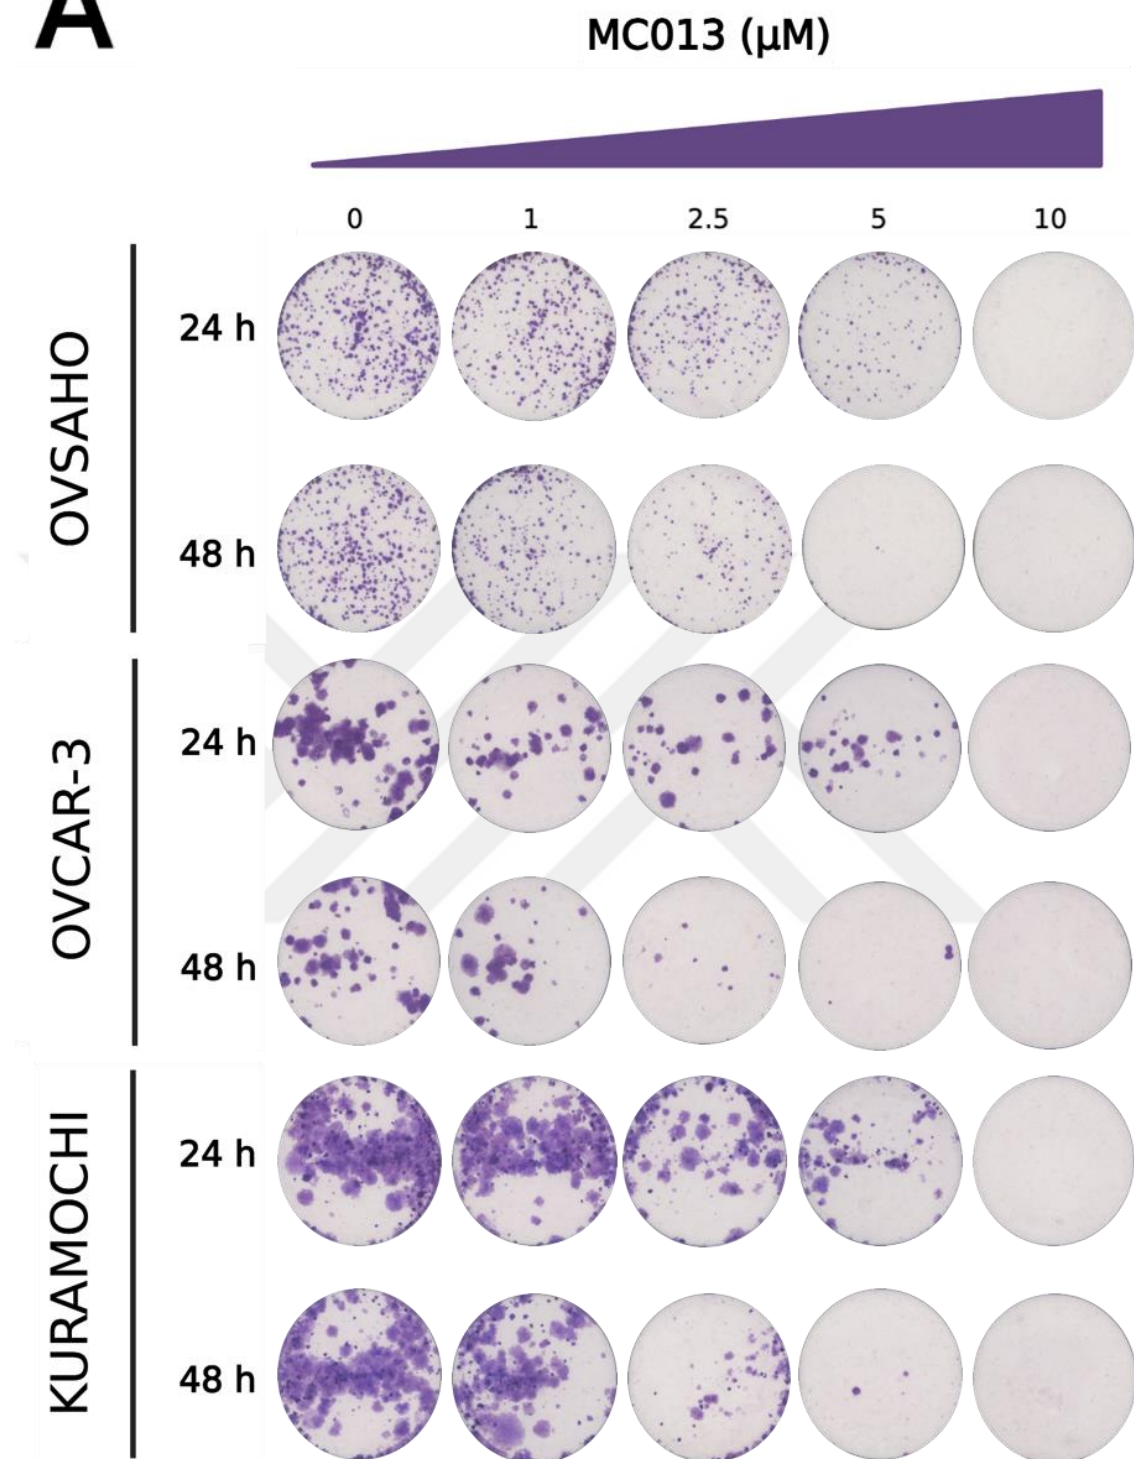 A
MC013 (μM)
0 1 2.5 5 10
OVSAHO
24 h
48 h
OVCAR-3
24 h
48 h
KURAMOCHI
24 h
48 h